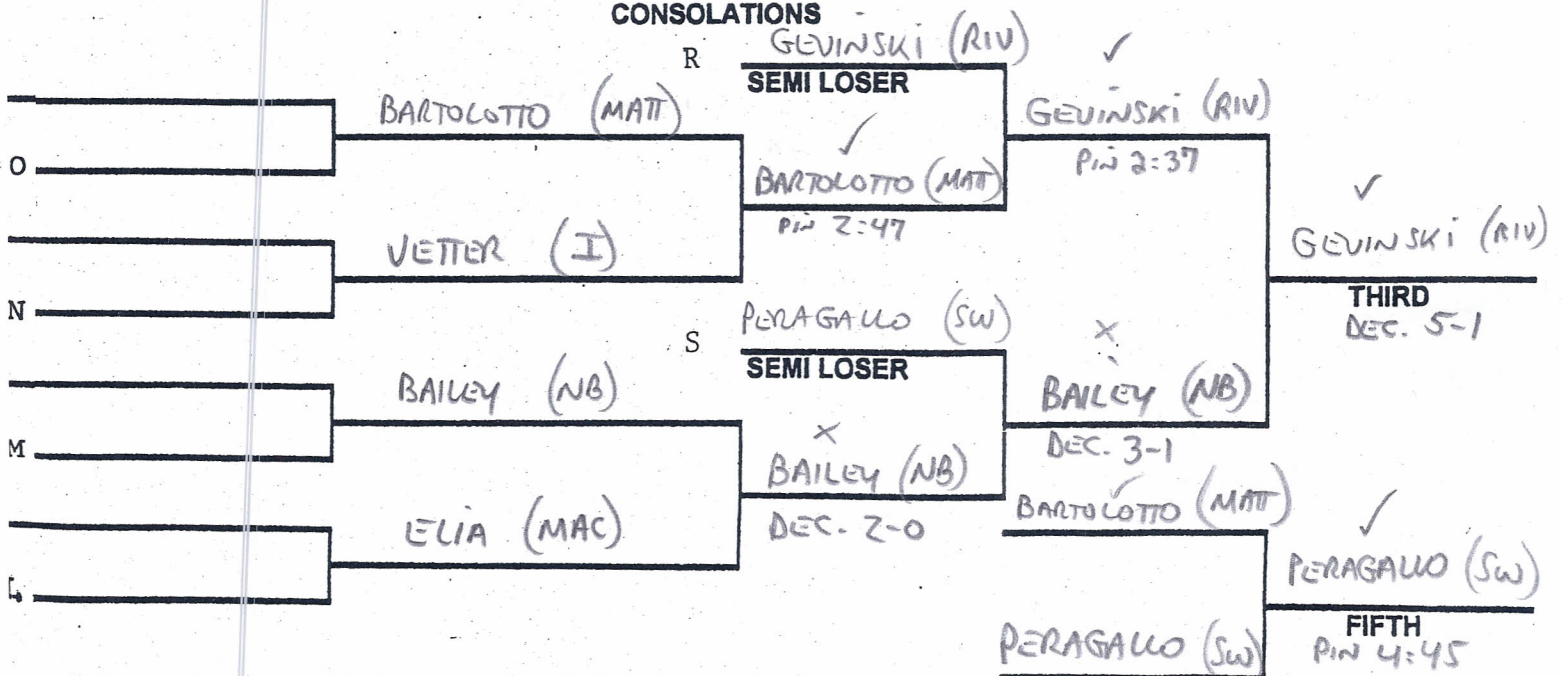 CONSOLATIONS
R GEVINSKI (RIV) ✓
SEMI LOSER
BARTOLOTTO (MATT)
GEVINSKI (RIV)
PIN 2:37
O
✓
BARTOLOTTO (MATT)
PIN 2:47
✓
GEVINSKI (RIV)
THIRD
DEC. 5-1
VETTER (I)
N
S PERAGALLO (SW)
SEMI LOSER
x
BAILEY (NB)
DEC. 3-1
BAILEY (NB)
M
x
BAILEY (NB)
DEC. 2-0
ELIA (MAC)
L
BARTOLOTTO (MATT) ✓
✓
PERAGALLO (SW)
FIFTH
PIN 4:45
PERAGALLO (SW)